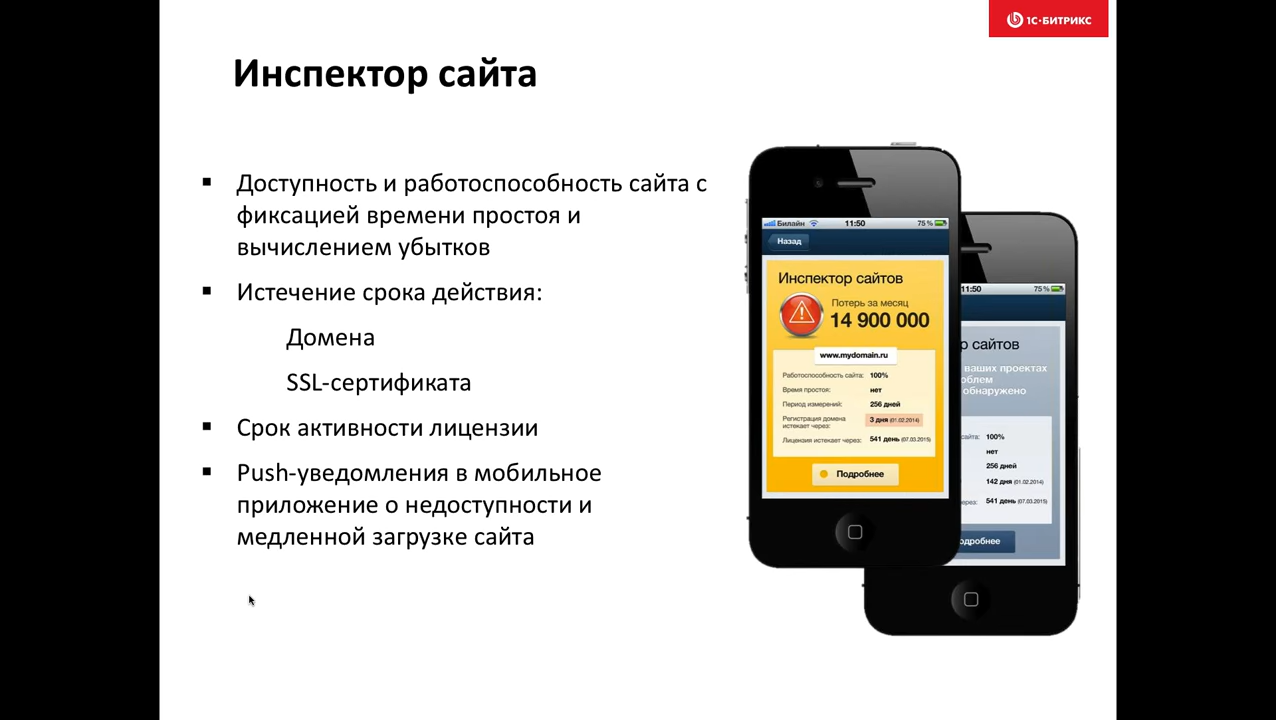 1С·БИТРИКС
Инспектор сайта
Доступность и работоспособность сайта с
фиксацией времени простоя и
вычислением убытков
Истечение срока действия:
Домена
SSL-сертификата
Срок активности лицензии
Push-уведомления в мобильное
приложение о недоступности и
медленной загрузке сайта
Билайн 11:50 75 %
Назад
Инспектор сайтов
Потерь за месяц
14 900 000
www.mydomain.ru
Работоспособность сайта: 100%
Время простоя: нет
Период измерений: 256 дней
Регистрация домена
истекает через: 3 дня (01.02.2014)
Лицензия истекает через: 541 день (07.03.2015)
Подробнее
11:50 75 %
р сайтов
ваших проектах
облем
обнаружено
сайта: 100%
нет
256 дней
142 дня (01.02.2014)
ерез: 541 день (07.03.2015)
одробнее